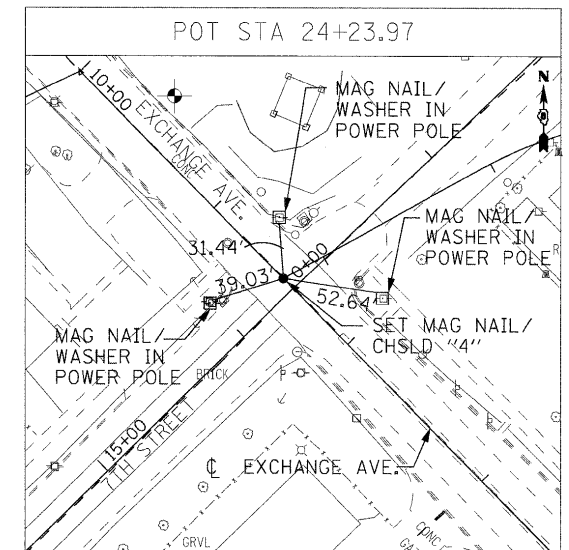 POT STA 24+23.97
10+00
EXCHANGE AVE.
CONC
MAG NAIL/
WASHER IN
POWER POLE
N
31.44'
0+00
39.03'
52.64'
MAG NAIL/
WASHER IN
POWER POLE
R
SET MAG NAIL/
CHSLD "4"
MAG NAIL/
WASHER IN
POWER POLE
BRICK
15+00
7TH STREET
℄ EXCHANGE AVE.
GRVL
CONC